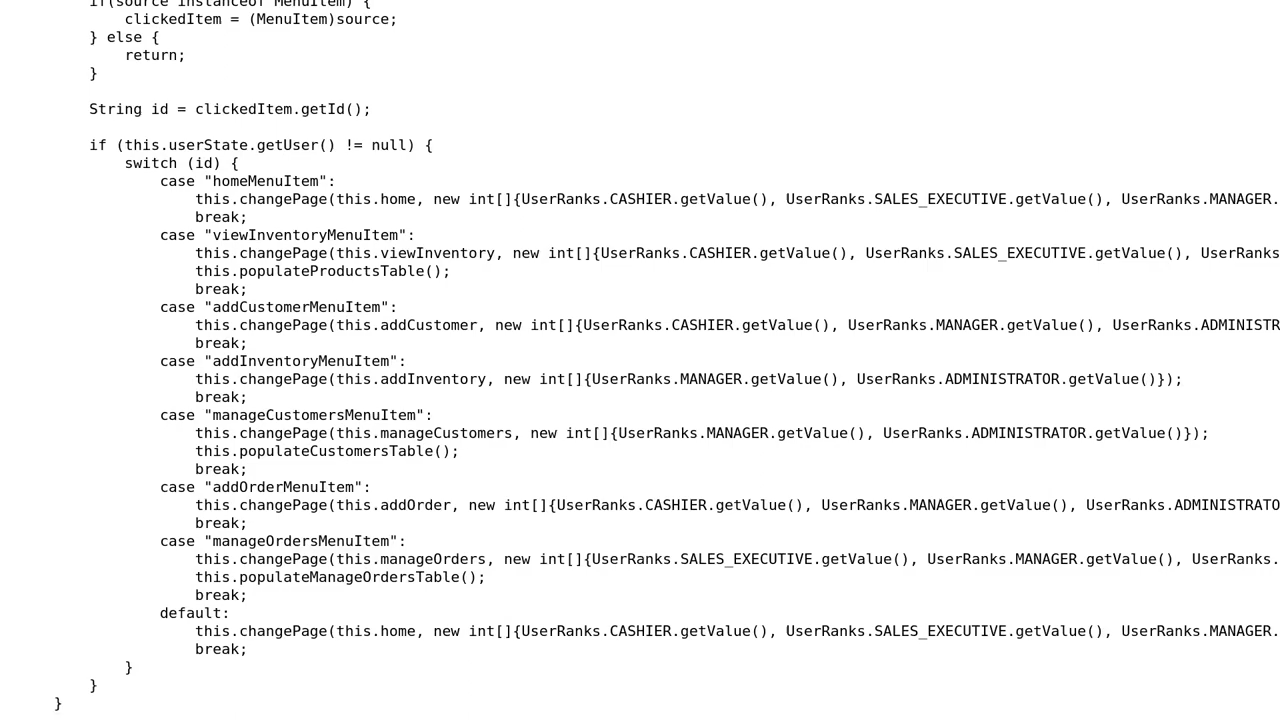 if(source instanceof MenuItem) {
clickedItem = (MenuItem)source;
} else {
return;
}
String id = clickedItem.getId();
if (this.userState.getUser() != null) {
switch (id) {
case "homeMenuItem":
this.changePage(this.home, new int[]{UserRanks.CASHIER.getValue(), UserRanks.SALES_EXECUTIVE.getValue(), UserRanks.MANAGER.
break;
case "viewInventoryMenuItem":
this.changePage(this.viewInventory, new int[]{UserRanks.CASHIER.getValue(), UserRanks.SALES_EXECUTIVE.getValue(), UserRanks
this.populateProductsTable();
break;
case "addCustomerMenuItem":
this.changePage(this.addCustomer, new int[]{UserRanks.CASHIER.getValue(), UserRanks.MANAGER.getValue(), UserRanks.ADMINISTR
break;
case "addInventoryMenuItem":
this.changePage(this.addInventory, new int[]{UserRanks.MANAGER.getValue(), UserRanks.ADMINISTRATOR.getValue()});
break;
case "manageCustomersMenuItem":
this.changePage(this.manageCustomers, new int[]{UserRanks.MANAGER.getValue(), UserRanks.ADMINISTRATOR.getValue()});
this.populateCustomersTable();
break;
case "addOrderMenuItem":
this.changePage(this.addOrder, new int[]{UserRanks.CASHIER.getValue(), UserRanks.MANAGER.getValue(), UserRanks.ADMINISTRATO
break;
case "manageOrdersMenuItem":
this.changePage(this.manageOrders, new int[]{UserRanks.SALES_EXECUTIVE.getValue(), UserRanks.MANAGER.getValue(), UserRanks.
this.populateManageOrdersTable();
break;
default:
this.changePage(this.home, new int[]{UserRanks.CASHIER.getValue(), UserRanks.SALES_EXECUTIVE.getValue(), UserRanks.MANAGER.
break;
}
}
}